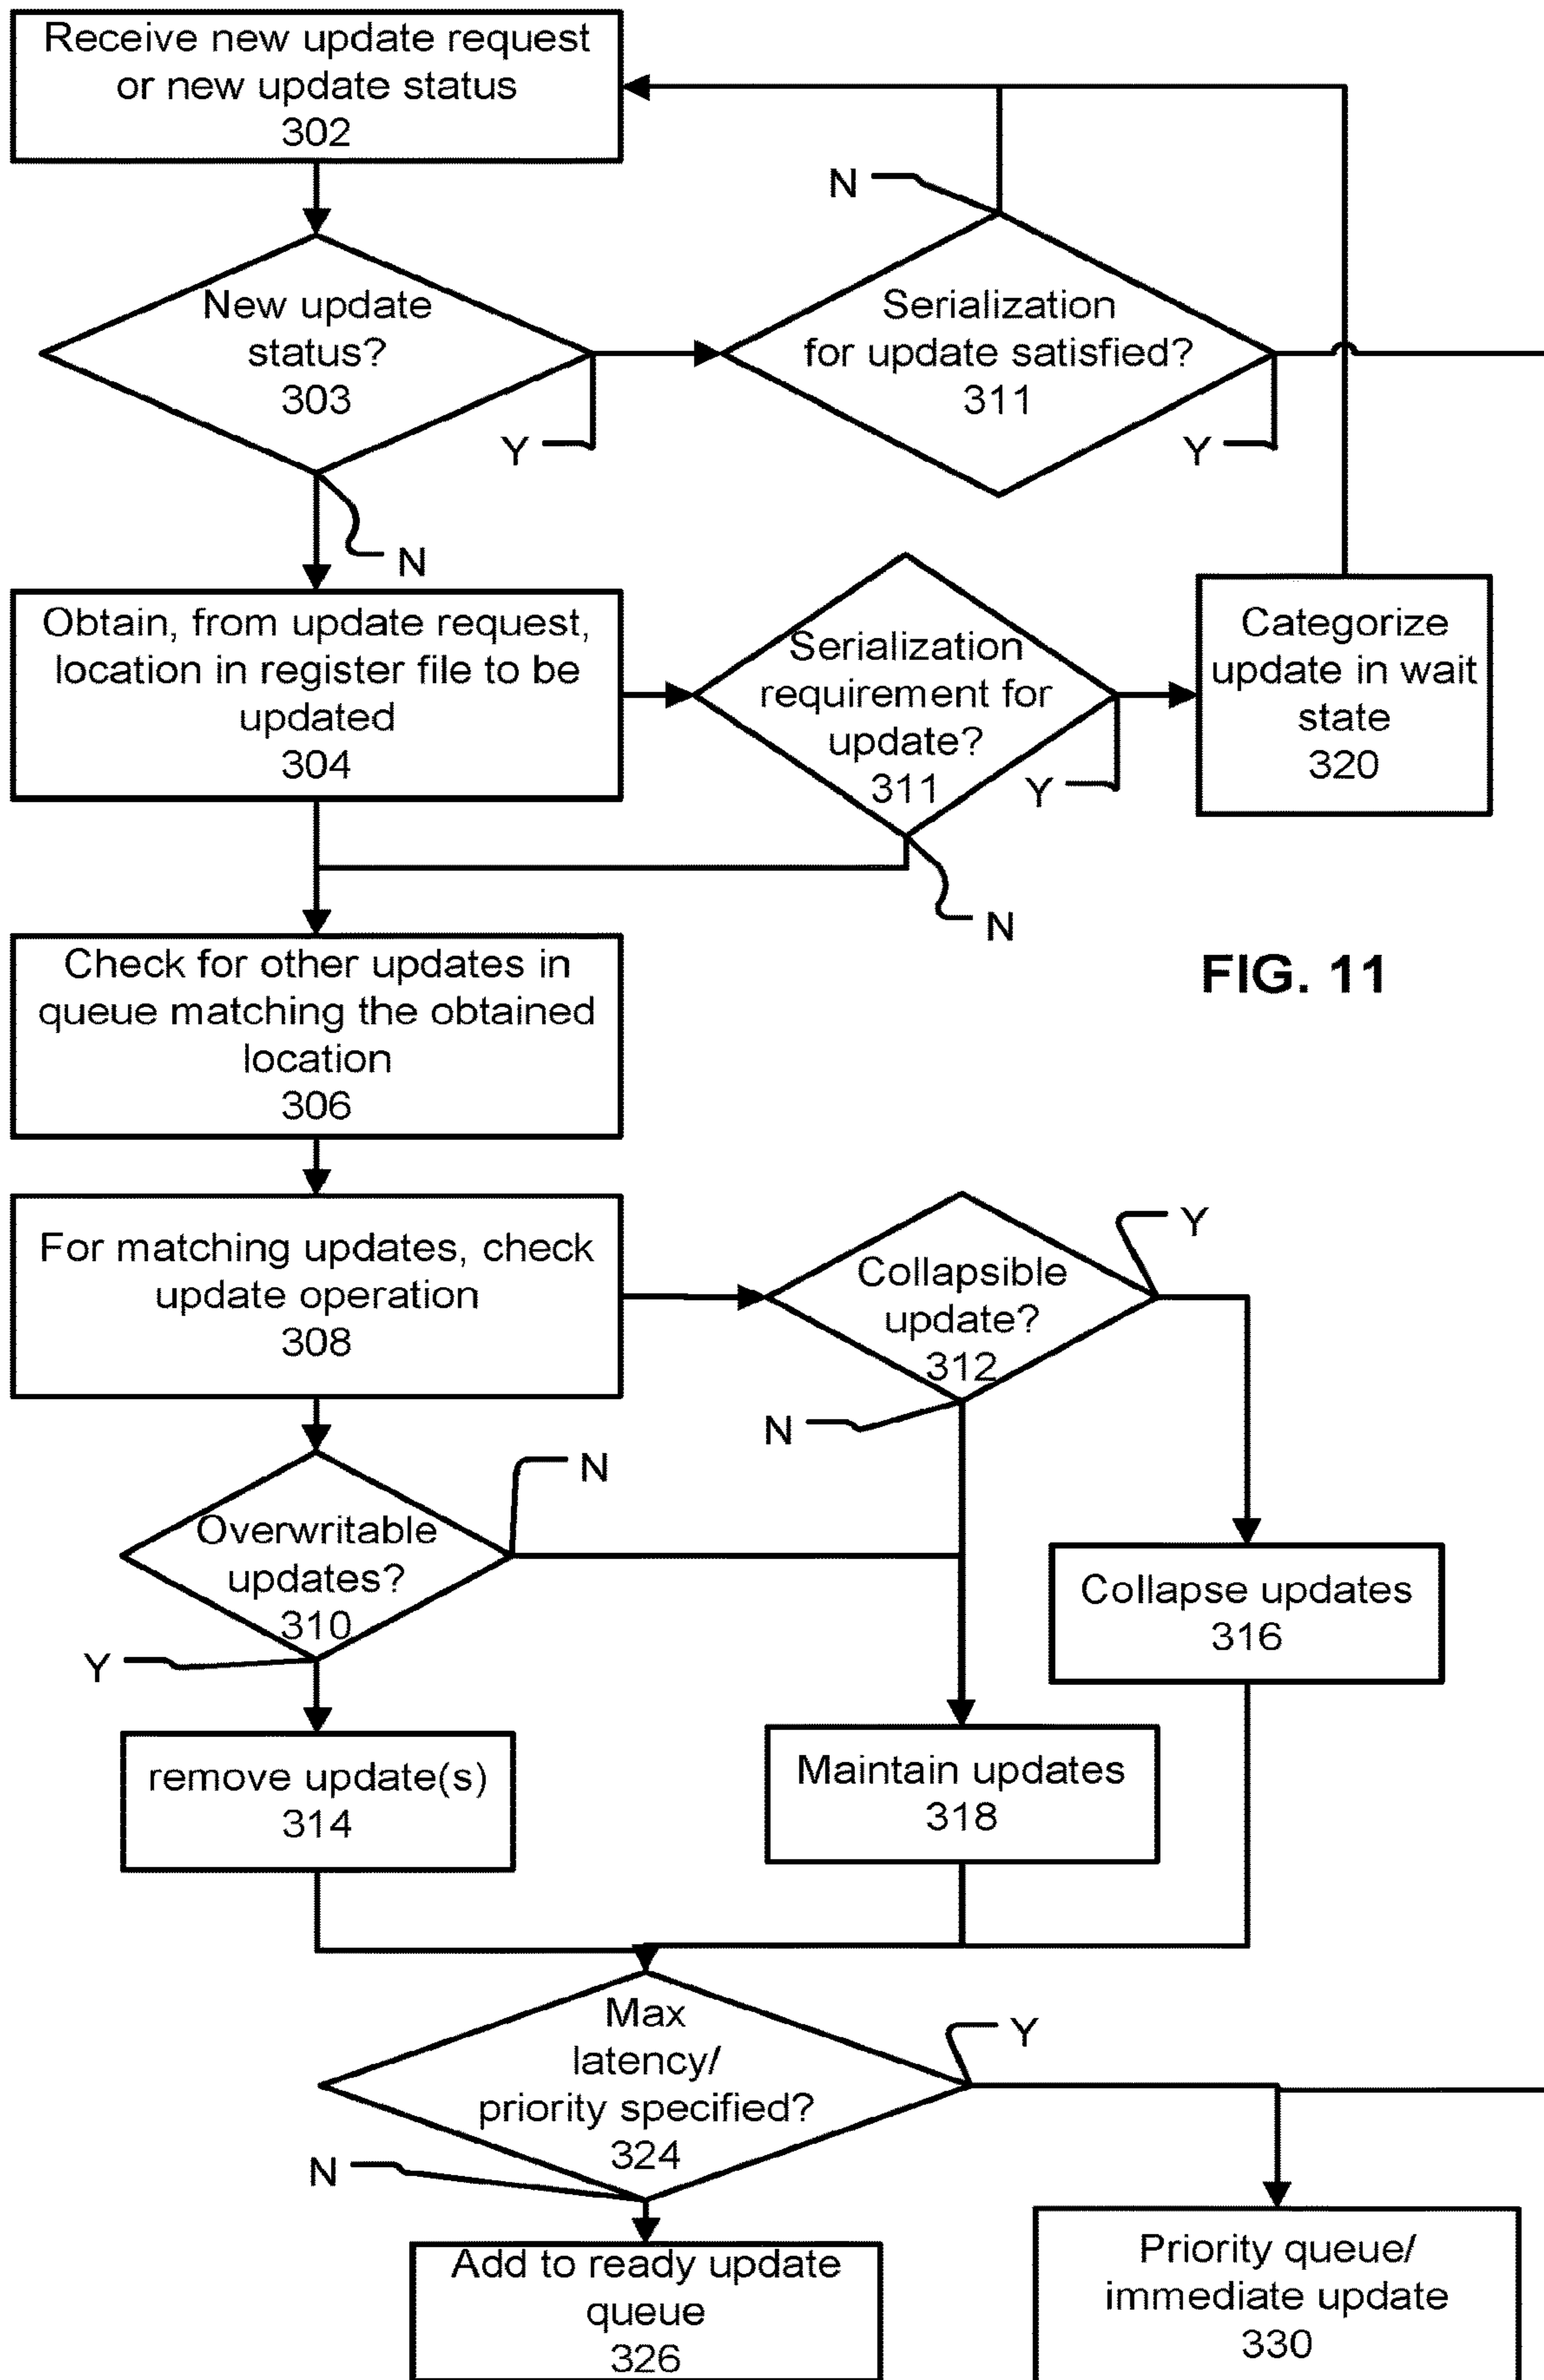 Receive new update request
or new update status
302
N
New update
status?
303
Y
Serialization
for update satisfied?
311
Y
N
Obtain, from update request,
location in register file to be
updated
304
Serialization
requirement for
update?
311
Y
N
Categorize
update in wait
state
320
FIG. 11
Check for other updates in
queue matching the obtained
location
306
For matching updates, check
update operation
308
Collapsible
update?
312
Y
N
N
Overwritable
updates?
310
Y
Collapse updates
316
remove update(s)
314
Maintain updates
318
Max
latency/
priority specified?
324
Y
N
Add to ready update
queue
326
Priority queue/
immediate update
330